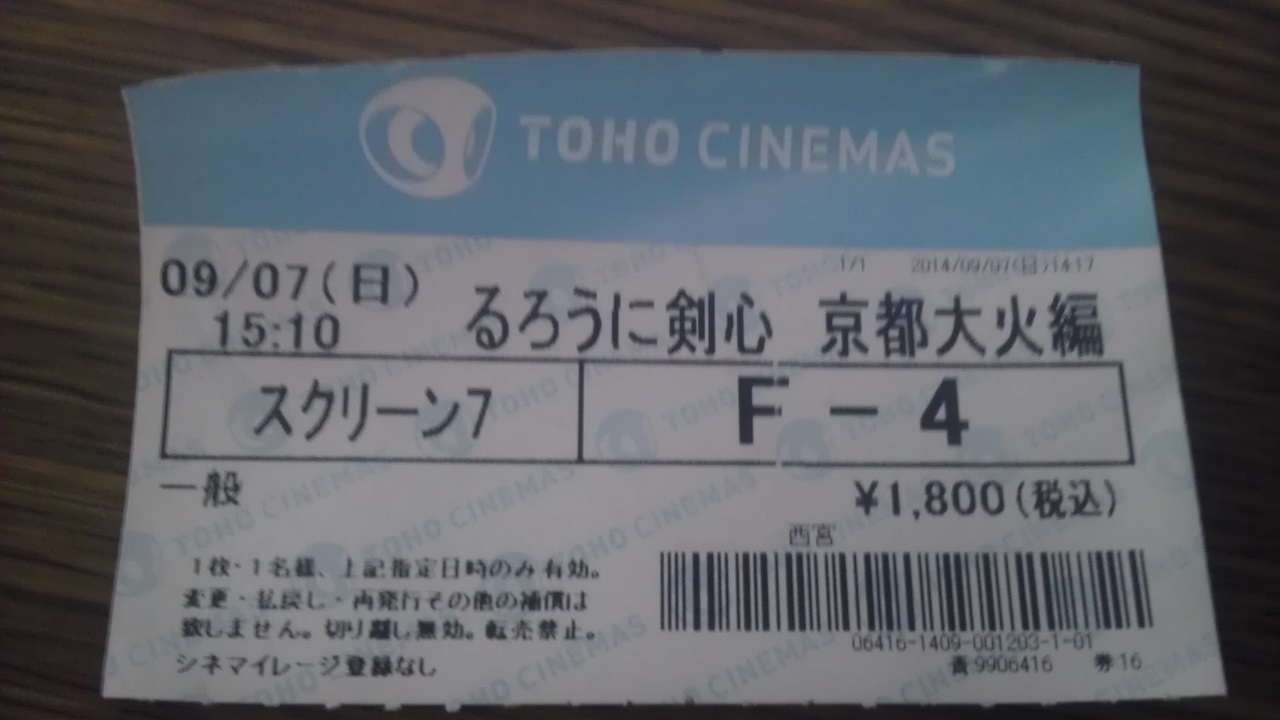 TOHO CINEMAS
1/1 2014/09/07(日)14:17
09/07(日)
15:10 るろうに剣心 京都大火編
スクリーン7 F - 4
一般
¥1,800(税込)
西宮
1枚・1名様、上記指定日時のみ有効。
変更・払戻し・再発行その他の補償は
致しません。切り離し無効。転売禁止。
シネマイレージ登録なし
06416-1409-001203-1-01
責:9906416 券:16